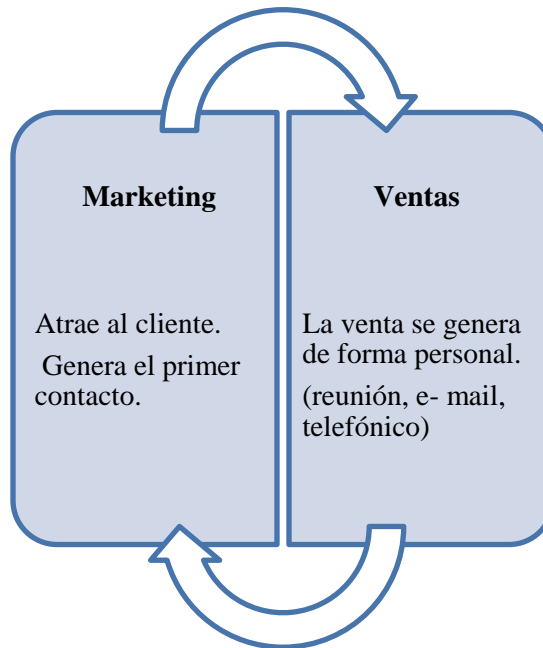 Marketing
Atrae al cliente.
Genera el primer
contacto.
Ventas
La venta se genera
de forma personal.
(reunión, e- mail,
telefónico)